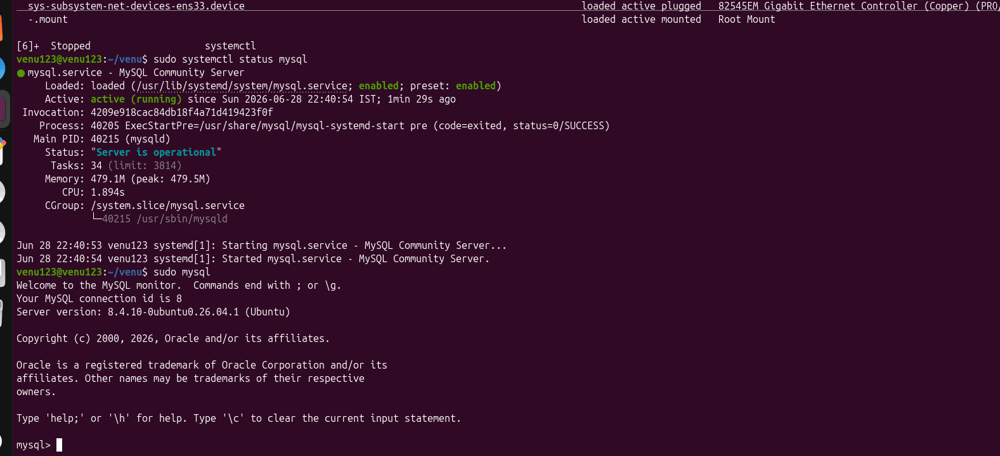 sys-subsystem-net-devices-ens33.device loaded active plugged 82545EM Gigabit Ethernet Controller (Copper) (PRO/
-.mount loaded active mounted Root Mount
[6]+  Stopped                    systemctl
venu123@venu123:~/venu$ sudo systemctl status mysql
● mysql.service - MySQL Community Server
     Loaded: loaded (/usr/lib/systemd/system/mysql.service; enabled; preset: enabled)
     Active: active (running) since Sun 2026-06-28 22:40:54 IST; 1min 29s ago
 Invocation: 4209e918cac84db18f4a71d419423f0f
    Process: 40205 ExecStartPre=/usr/share/mysql/mysql-systemd-start pre (code=exited, status=0/SUCCESS)
   Main PID: 40215 (mysqld)
     Status: "Server is operational"
      Tasks: 34 (limit: 3814)
     Memory: 479.1M (peak: 479.5M)
        CPU: 1.894s
     CGroup: /system.slice/mysql.service
             └─40215 /usr/sbin/mysqld
Jun 28 22:40:53 venu123 systemd[1]: Starting mysql.service - MySQL Community Server...
Jun 28 22:40:54 venu123 systemd[1]: Started mysql.service - MySQL Community Server.
venu123@venu123:~/venu$ sudo mysql
Welcome to the MySQL monitor.  Commands end with ; or \g.
Your MySQL connection id is 8
Server version: 8.4.10-0ubuntu0.26.04.1 (Ubuntu)
Copyright (c) 2000, 2026, Oracle and/or its affiliates.
Oracle is a registered trademark of Oracle Corporation and/or its
affiliates. Other names may be trademarks of their respective
owners.
Type 'help;' or '\h' for help. Type '\c' to clear the current input statement.
mysql>